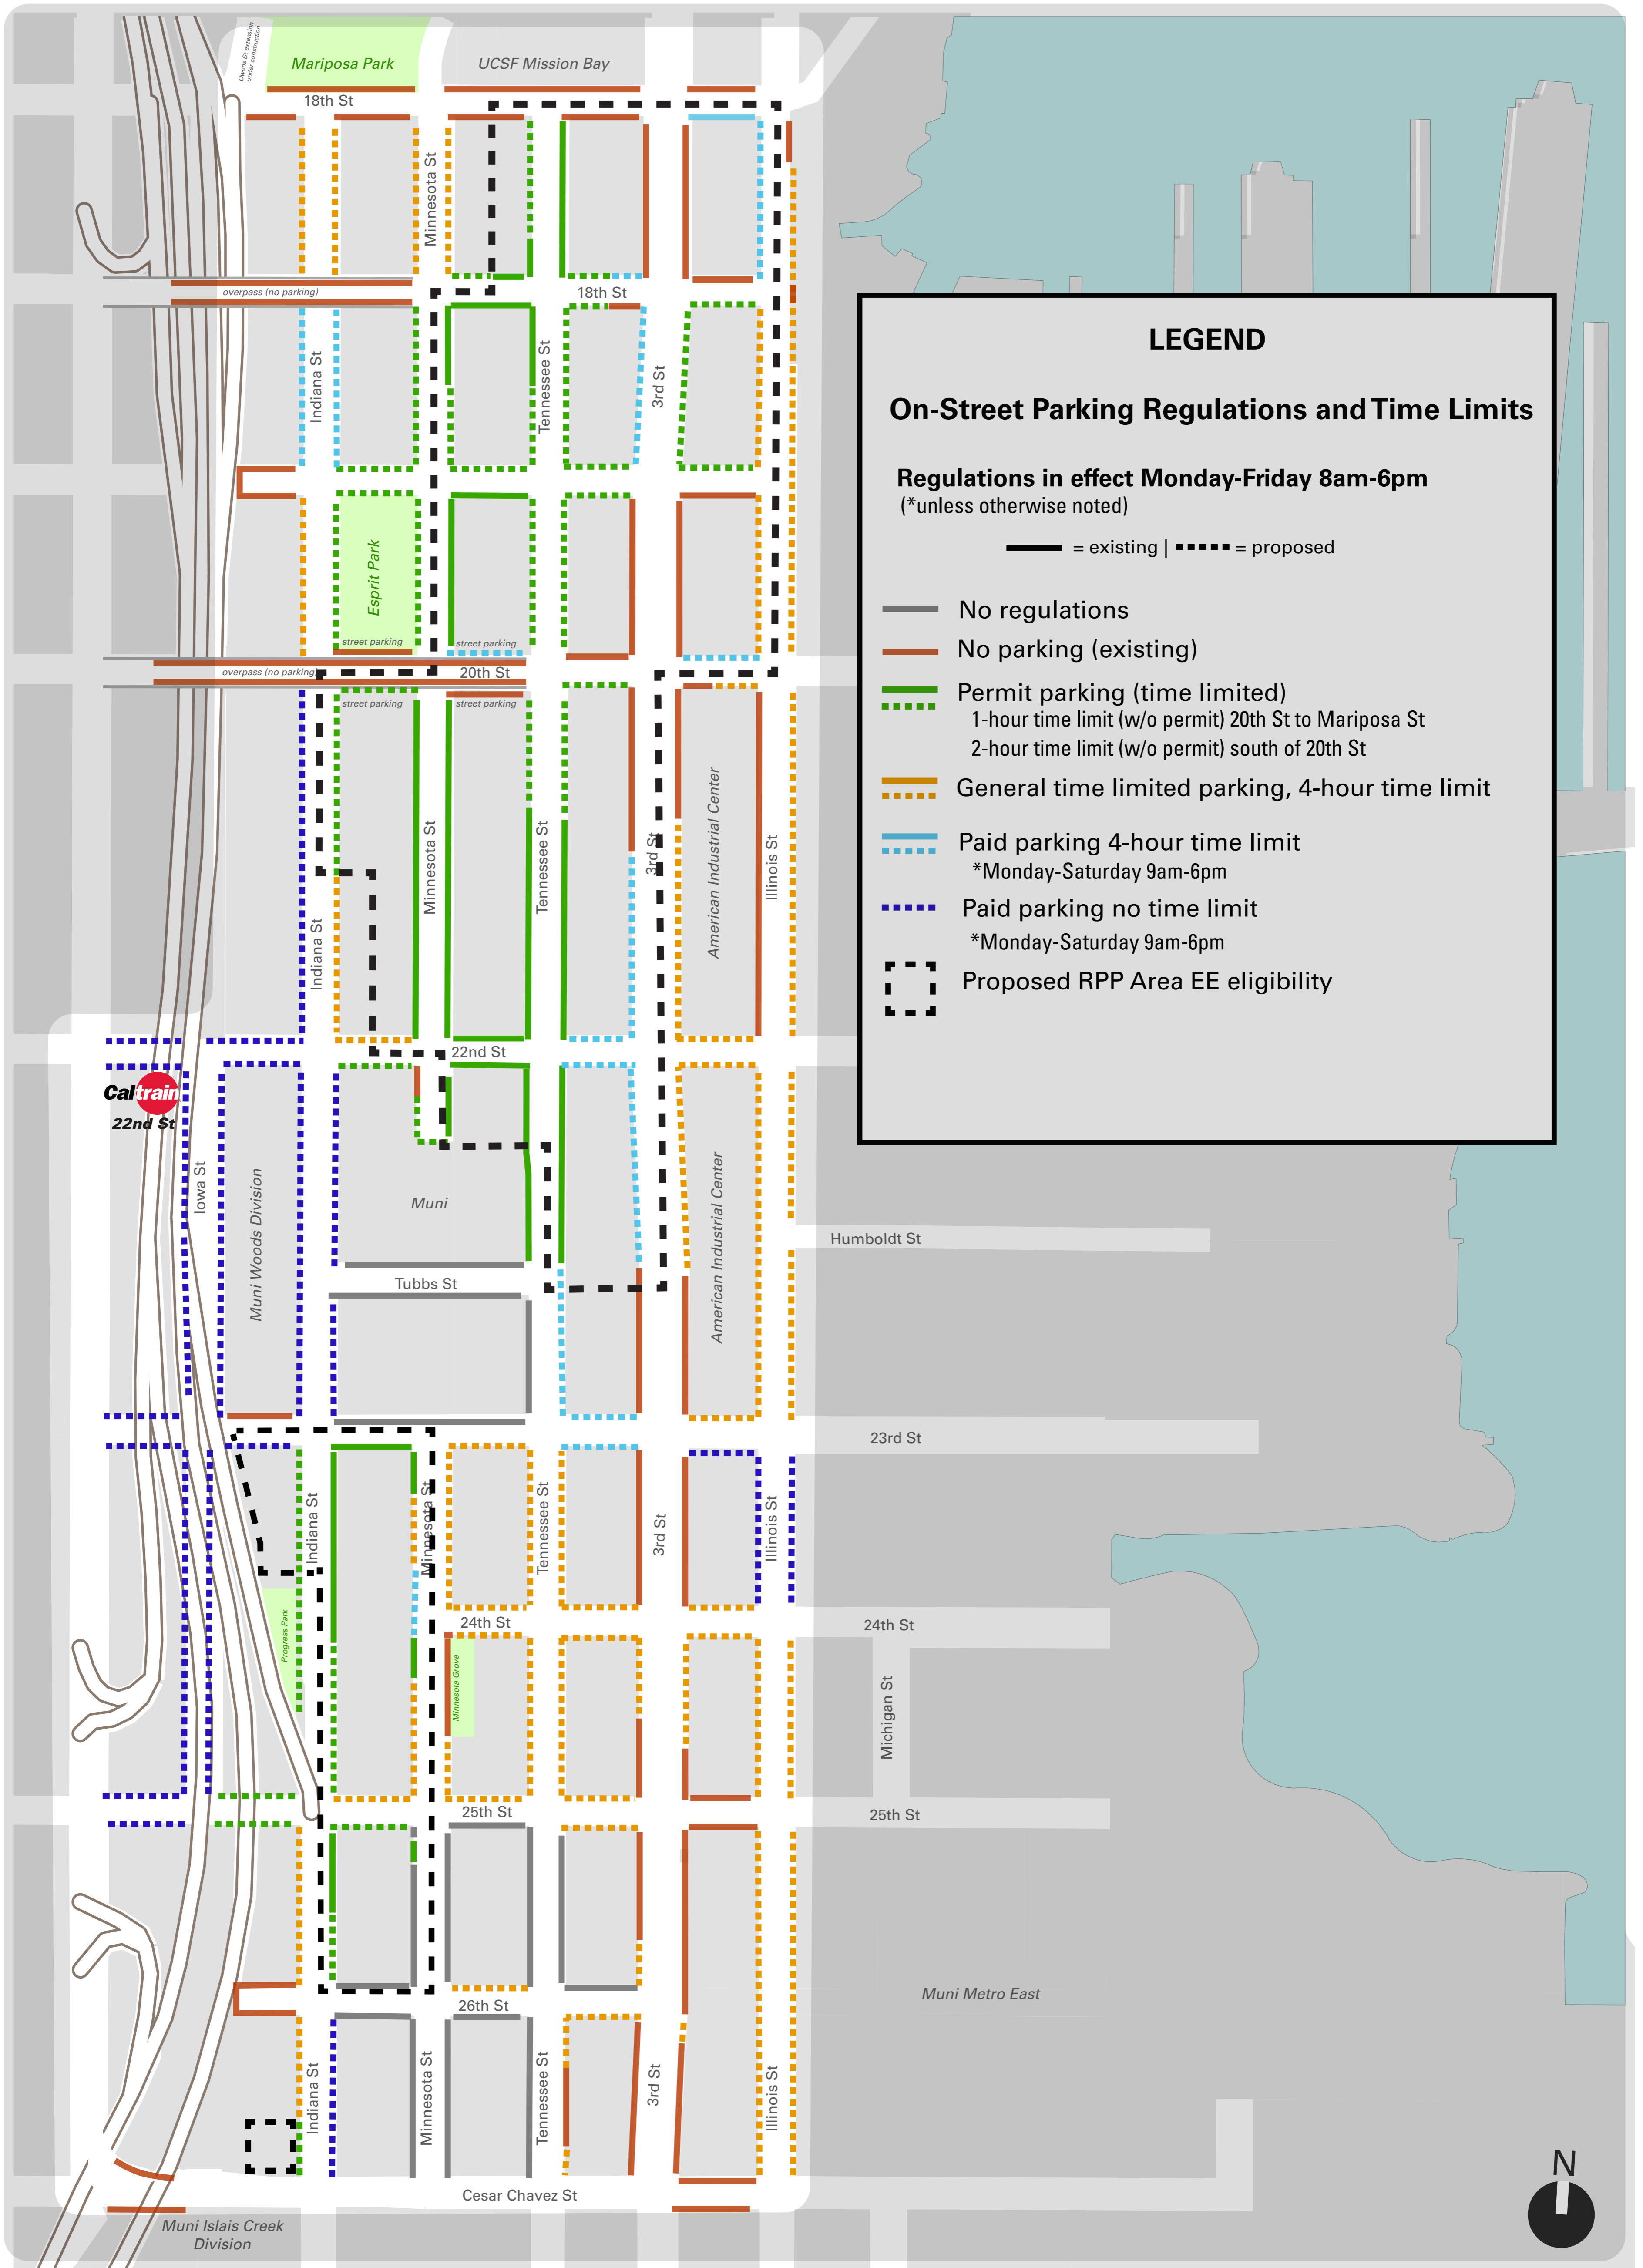 Owens St extension
under construction
Mariposa Park
UCSF Mission Bay
18th St
Minnesota St
overpass (no parking)
18th St
Indiana St
Tennessee St
3rd St
LEGEND
On-Street Parking Regulations and Time Limits
Regulations in effect Monday-Friday 8am-6pm
(*unless otherwise noted)
= existing | = proposed
No regulations
No parking (existing)
Permit parking (time limited)
1-hour time limit (w/o permit) 20th St to Mariposa St
2-hour time limit (w/o permit) south of 20th St
General time limited parking, 4-hour time limit
Paid parking 4-hour time limit
*Monday-Saturday 9am-6pm
Paid parking no time limit
*Monday-Saturday 9am-6pm
Proposed RPP Area EE eligibility
Esprit Park
street parking
street parking
overpass (no parking)
20th St
street parking
street parking
Indiana St
Minnesota St
Tennessee St
3rd St
American Industrial Center
Illinois St
22nd St
Caltrain
22nd St
Iowa St
Muni Woods Division
Muni
American Industrial Center
Humboldt St
Tubbs St
23rd St
Indiana St
Minnesota St
Tennessee St
3rd St
Illinois St
Progress Park
24th St
24th St
Minnesota Grove
Michigan St
25th St
25th St
Muni Metro East
26th St
Indiana St
Minnesota St
Tennessee St
3rd St
Illinois St
Cesar Chavez St
Muni Islais Creek
Division
N